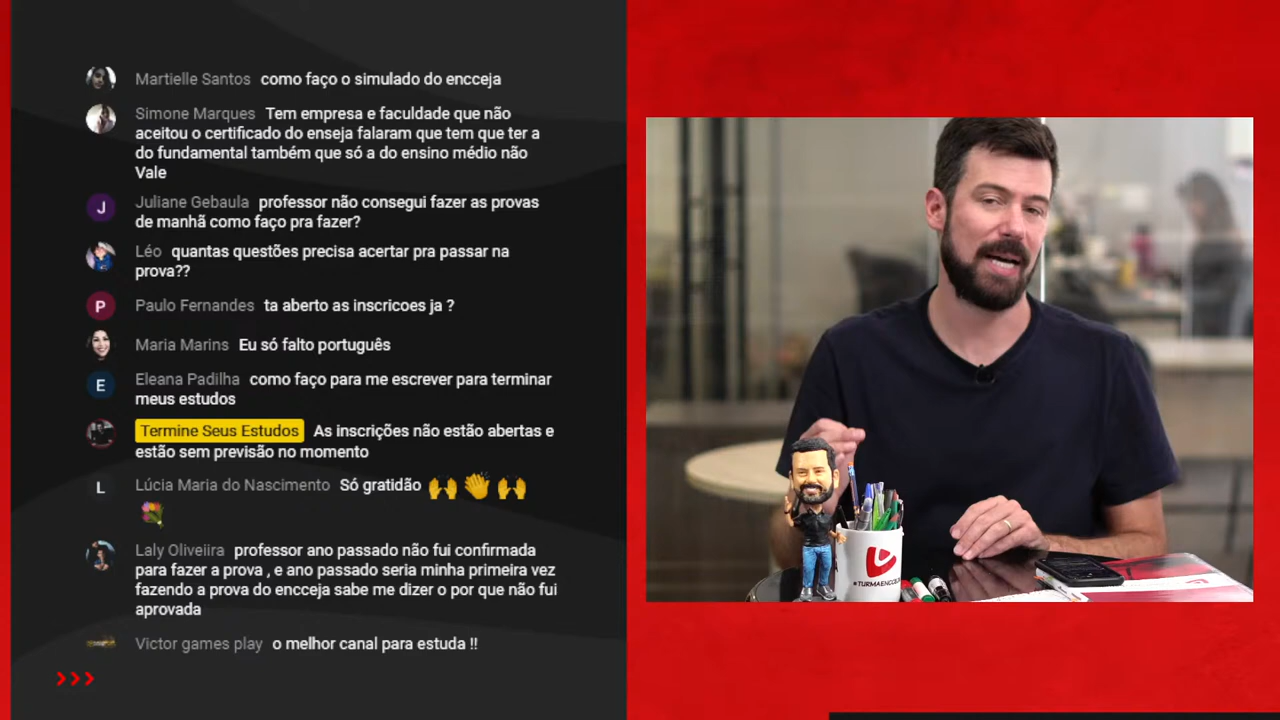 Martielle Santos como faço o simulado do encceja
Simone Marques Tem empresa e faculdade que não
aceitou o certificado do enseja falaram que tem que ter a
do fundamental também que só a do ensino médio não
Vale
J Juliane Gebaula professor não consegui fazer as provas
de manhã como faço pra fazer?
Léo quantas questões precisa acertar pra passar na
prova??
P Paulo Fernandes ta aberto as inscricoes ja ?
Maria Marins Eu só falto português
E Eleana Padilha como faço para me escrever para terminar
meus estudos
Termine Seus Estudos As inscrições não estão abertas e
estão sem previsão no momento
L Lúcia Maria do Nascimento Só gratidão 🙌 👏 🙌
💐
Laly Oliveiira professor ano passado não fui confirmada
para fazer a prova , e ano passado seria minha primeira vez
fazendo a prova do encceja sabe me dizer o por que não fui
aprovada
Victor games play o melhor canal para estuda !!
>>>